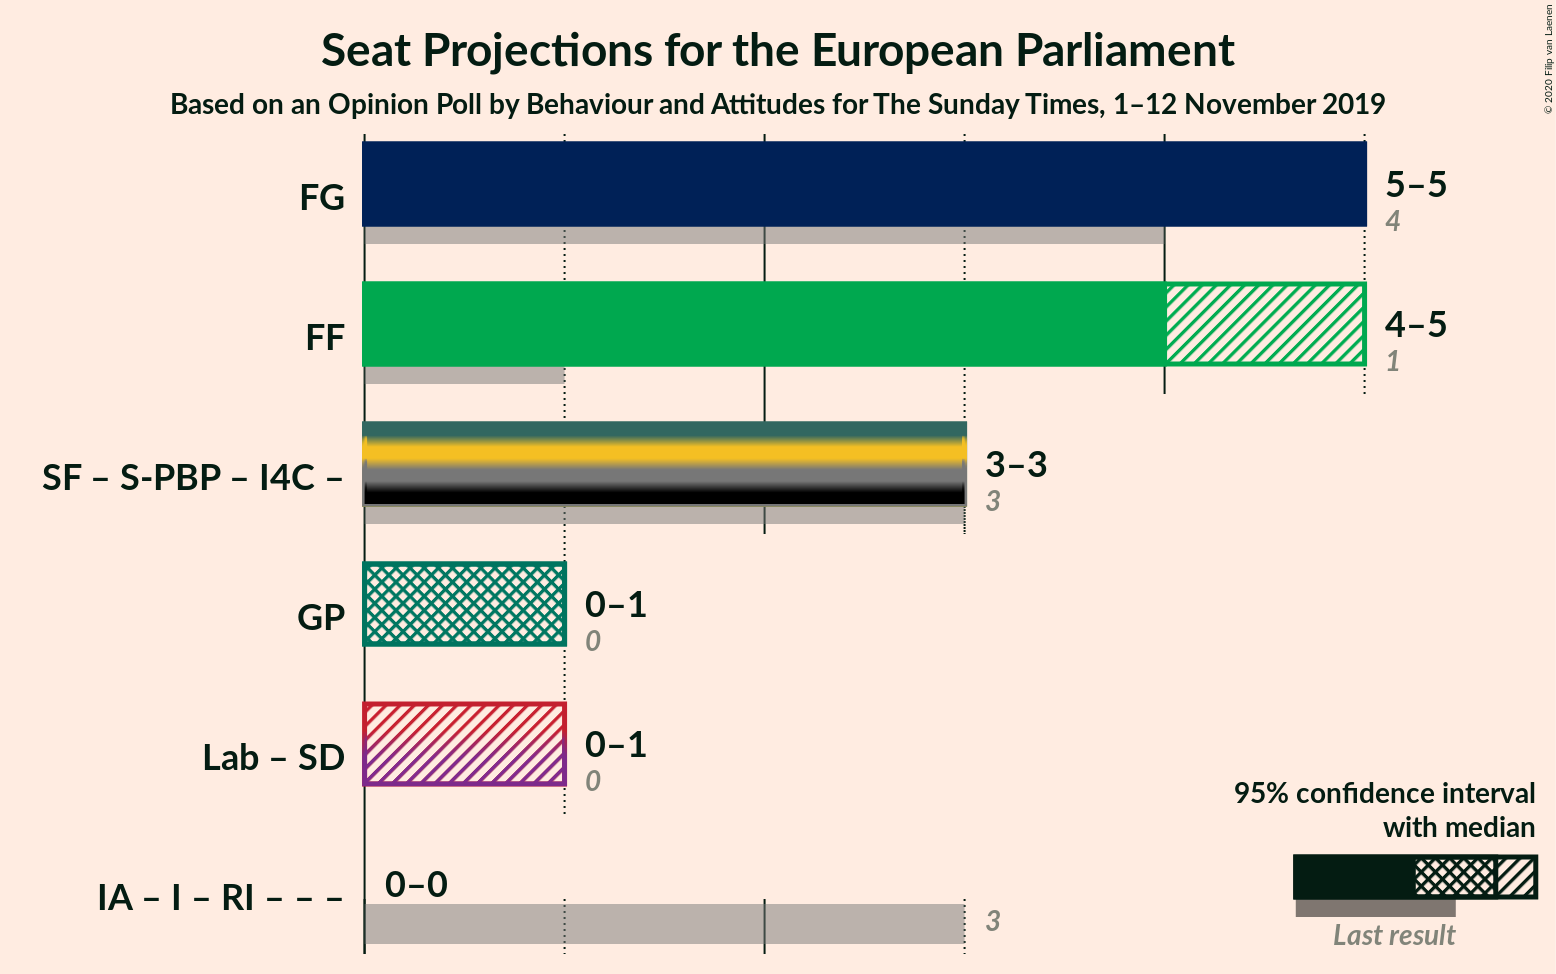 Seat Projections for the European Parliament
Based on an Opinion Poll by Behaviour and Attitudes for The Sunday Times, 1–12 November 2019
© 2020 Filip van Laenen
FG
5–5
4
FF
4–5
1
SF – S-PBP – I4C –
3–3
3
GP
0–1
0
Lab – SD
0–1
0
IA – I – RI – – –
0–0
3
95% confidence interval
with median
Last result